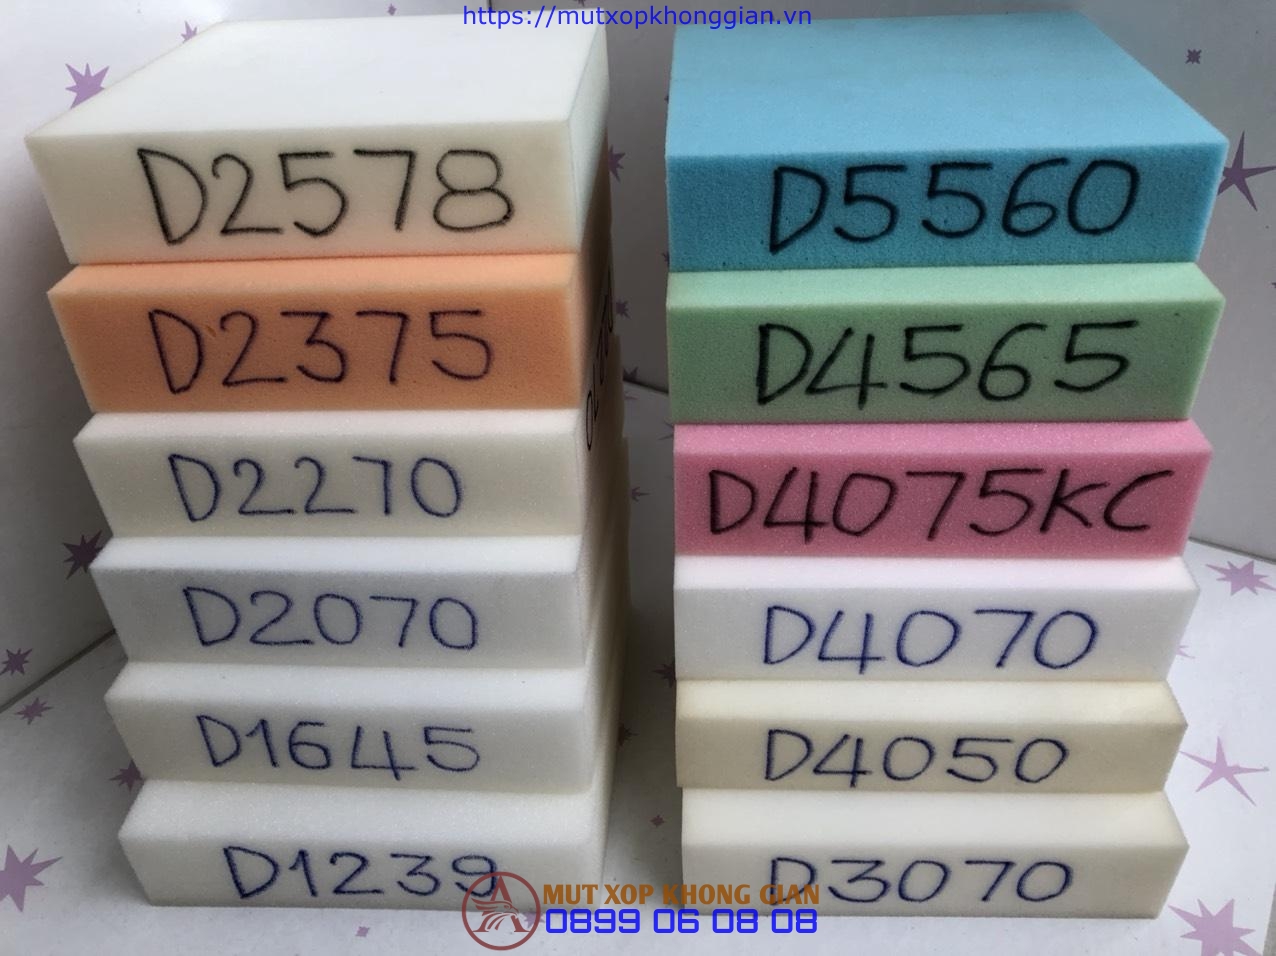 https://mutxopkhonggian.vn
D2578
D2375
D2270
D2070
D1645
D1239
D5560
D4565
D4075KC
D4070
D4050
D3070
MUT XOP KHONG GIAN
0899 06 08 08